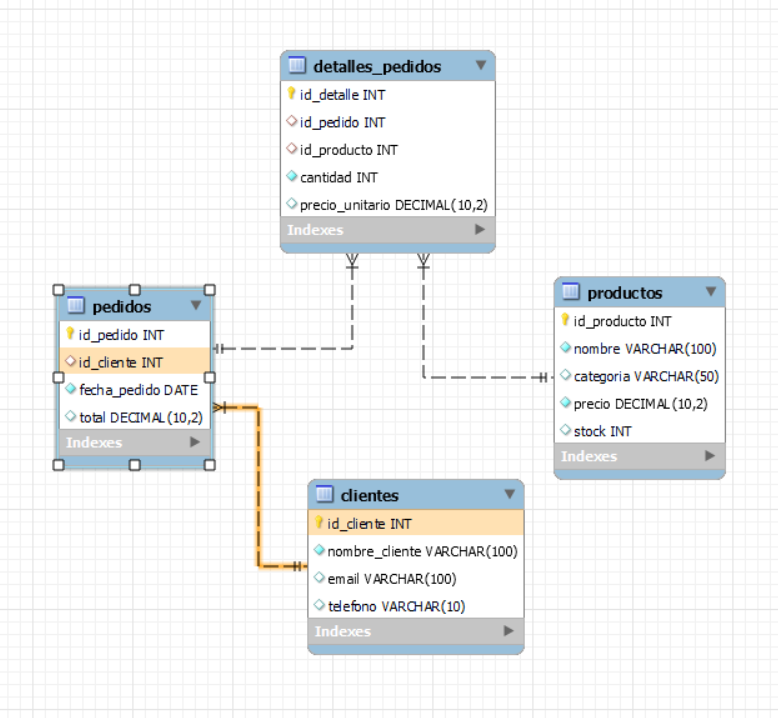 detalles_pedidos
id_detalle INT
id_pedido INT
id_producto INT
cantidad INT
precio_unitario DECIMAL(10,2)
Indexes
pedidos
id_pedido INT
id_cliente INT
fecha_pedido DATE
total DECIMAL(10,2)
Indexes
productos
id_producto INT
nombre VARCHAR(100)
categoria VARCHAR(50)
precio DECIMAL(10,2)
stock INT
Indexes
clientes
id_cliente INT
nombre_cliente VARCHAR(100)
email VARCHAR(100)
telefono VARCHAR(10)
Indexes